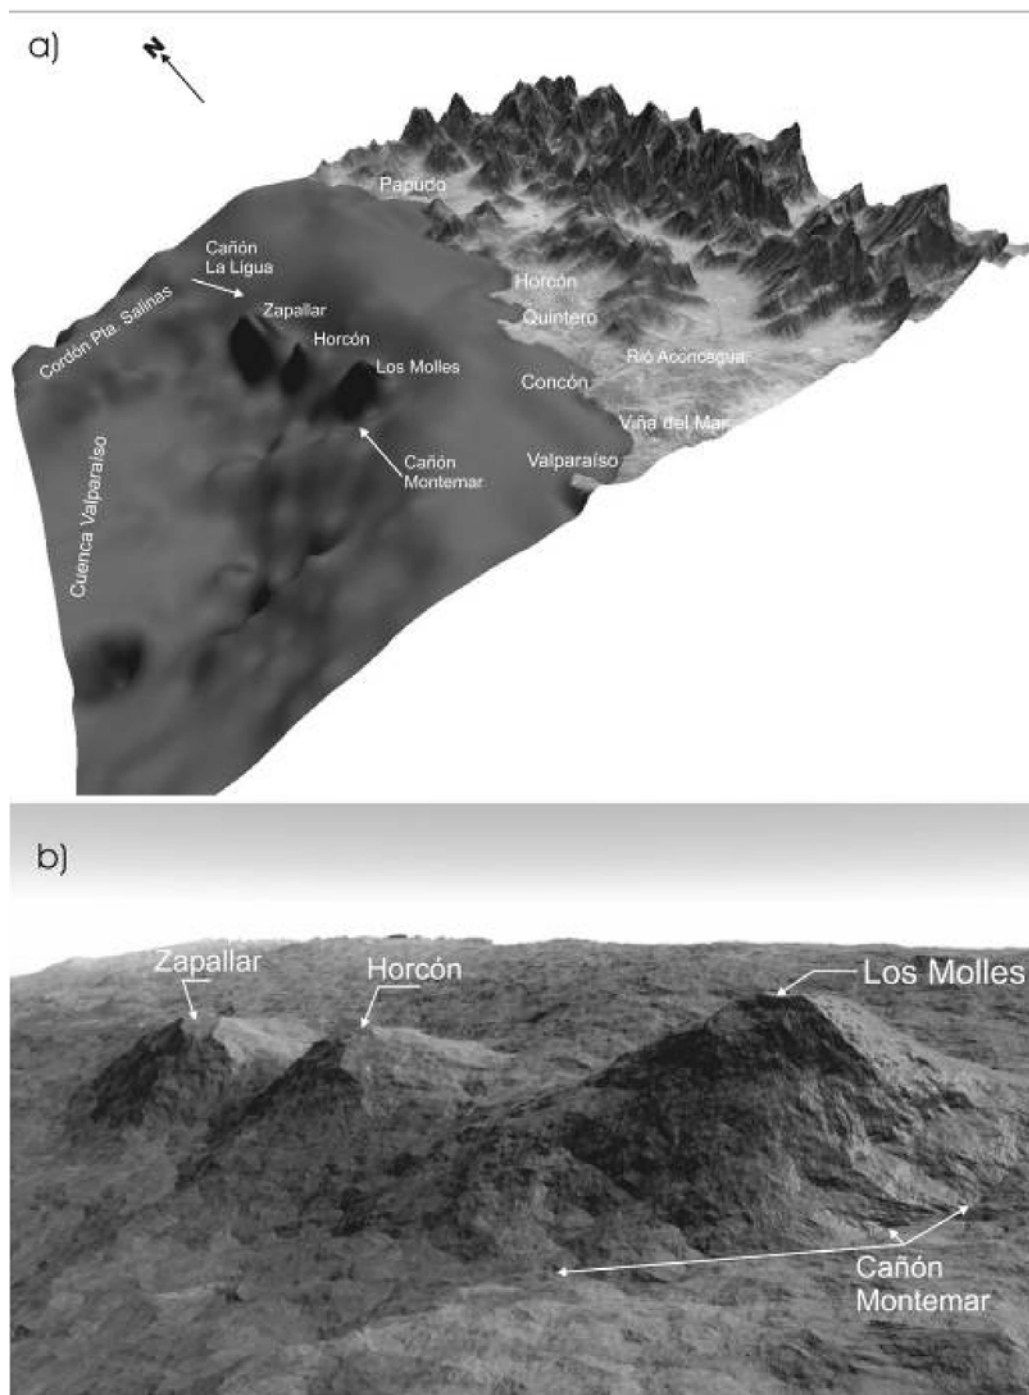 a)
N
Papudo
Cañón
La Ligua
Cordón Pta. Salinas
Zapallar
Horcón
Los Molles
Horcón
Quintero
Rió Aconcagua
Concón
Viña del Mar
Valparaíso
Cañón
Montemar
Cuenca Valparaíso
b)
Zapallar
Horcón
Los Molles
Cañón
Montemar